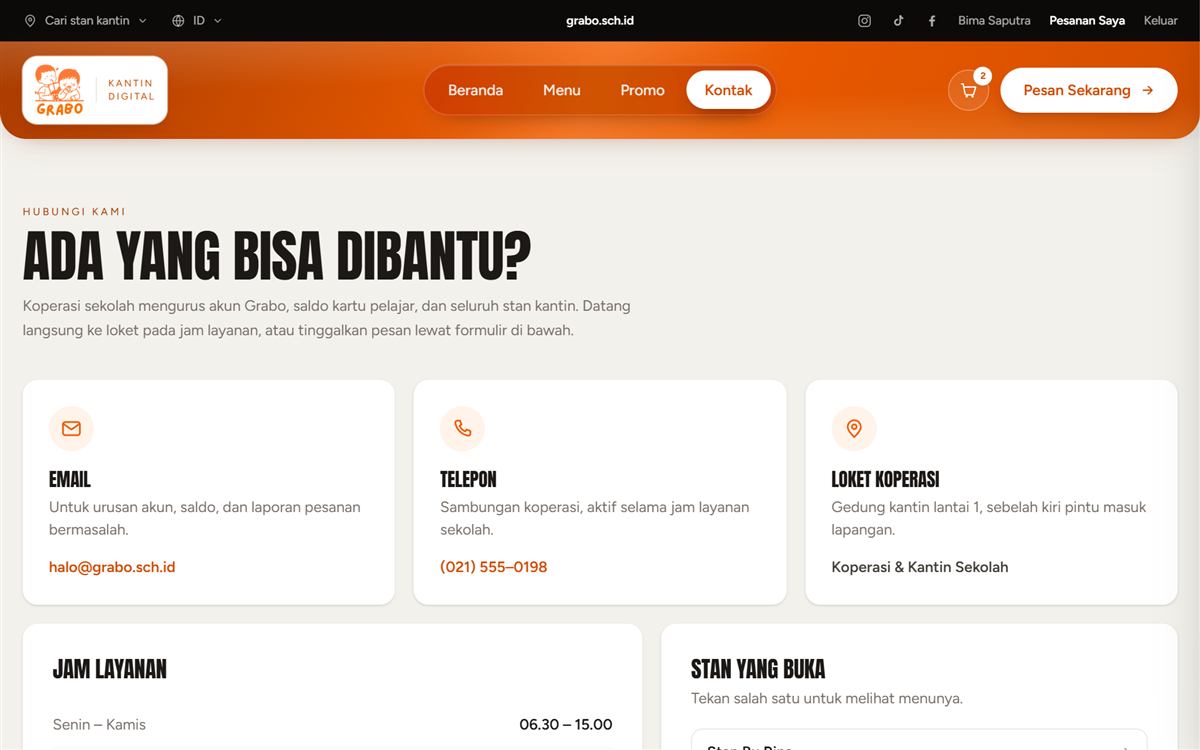 Cari stan kantin
ID
grabo.sch.id
Bima Saputra
Pesanan Saya
Keluar
GRABO
KANTIN
DIGITAL
Beranda
Menu
Promo
Kontak
2
Pesan Sekarang
HUBUNGI KAMI
ADA YANG BISA DIBANTU?
Koperasi sekolah mengurus akun Grabo, saldo kartu pelajar, dan seluruh stan kantin. Datang
langsung ke loket pada jam layanan, atau tinggalkan pesan lewat formulir di bawah.
EMAIL
Untuk urusan akun, saldo, dan laporan pesanan
bermasalah.
halo@grabo.sch.id
TELEPON
Sambungan koperasi, aktif selama jam layanan
sekolah.
(021) 555–0198
LOKET KOPERASI
Gedung kantin lantai 1, sebelah kiri pintu masuk
lapangan.
Koperasi & Kantin Sekolah
JAM LAYANAN
Senin – Kamis
06.30 – 15.00
STAN YANG BUKA
Tekan salah satu untuk melihat menunya.